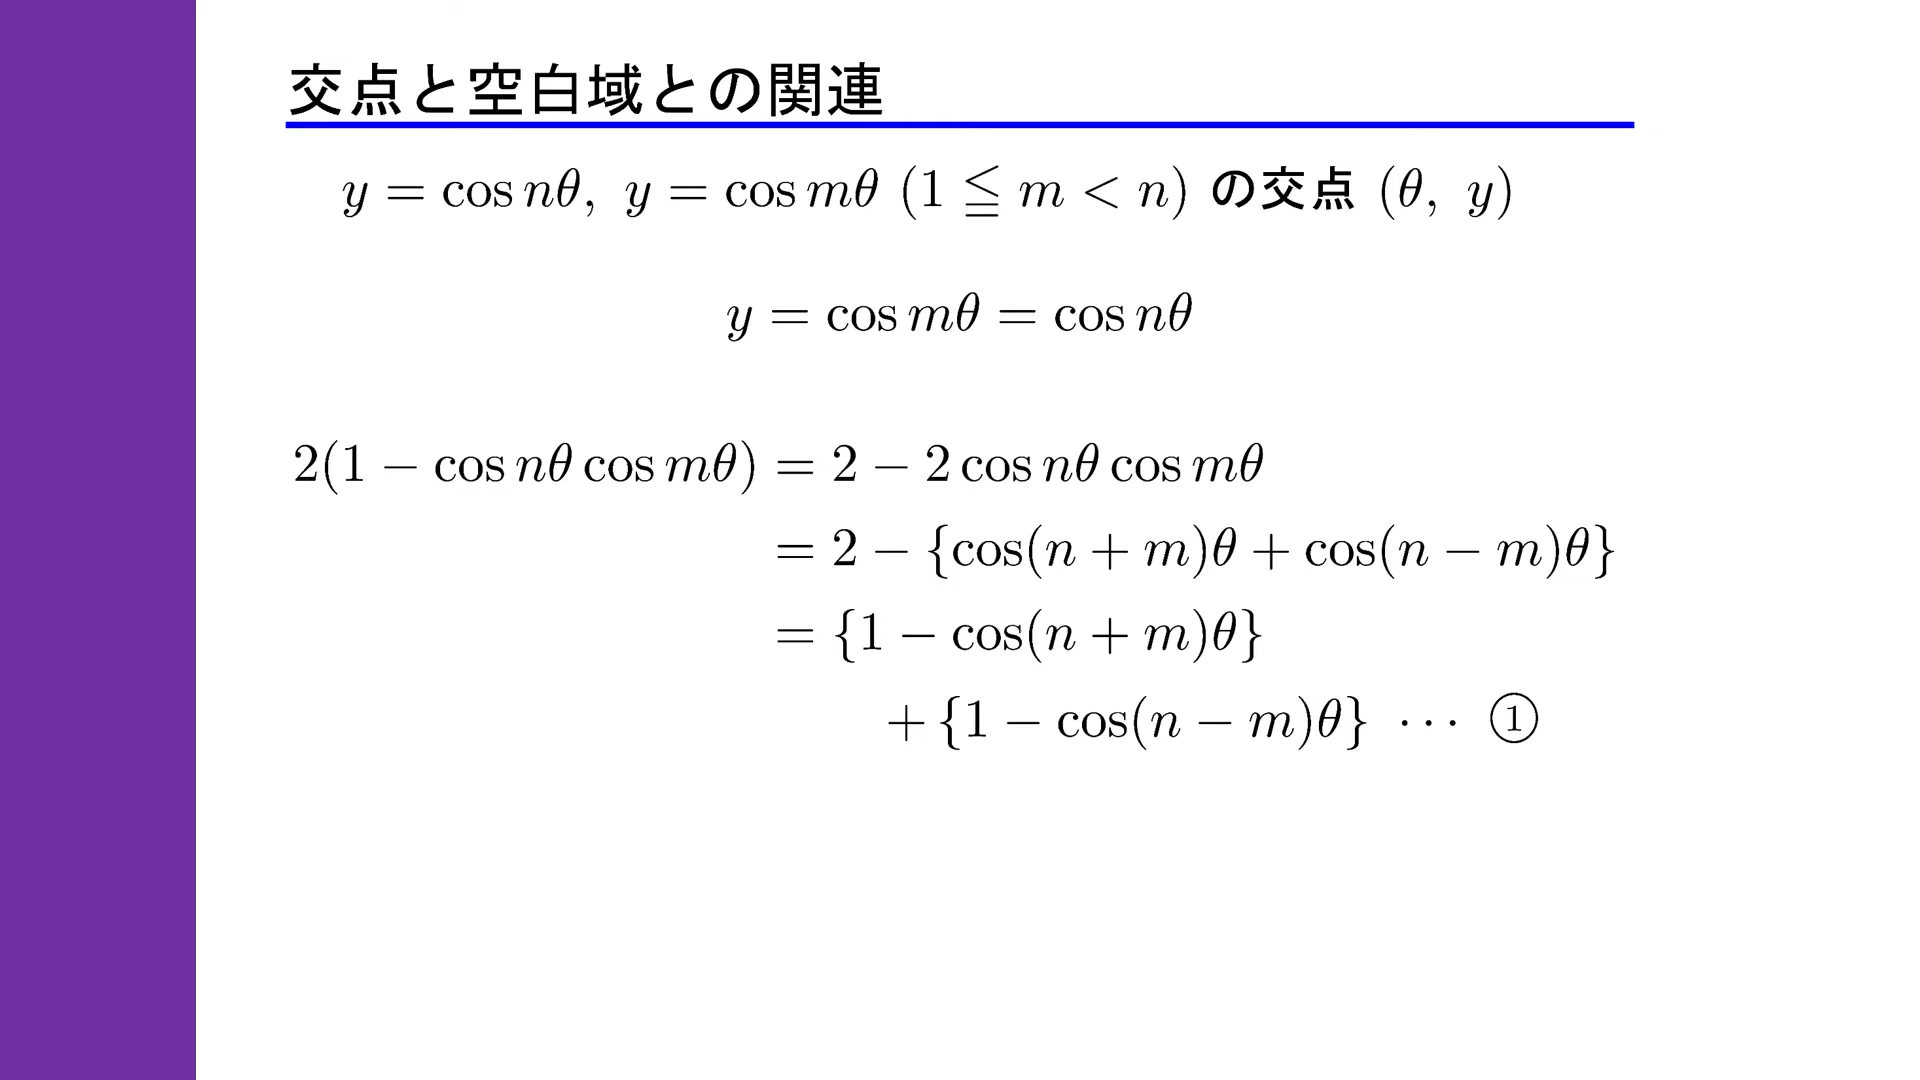 交点と空白域との関連
y = cos nθ, y = cos mθ (1 ≦ m < n) の交点 (θ, y)
y = cos mθ = cos nθ
2(1 − cos nθ cos mθ) = 2 − 2 cos nθ cos mθ
= 2 − {cos(n + m)θ + cos(n − m)θ}
= {1 − cos(n + m)θ}
+ {1 − cos(n − m)θ} ⋯ ①